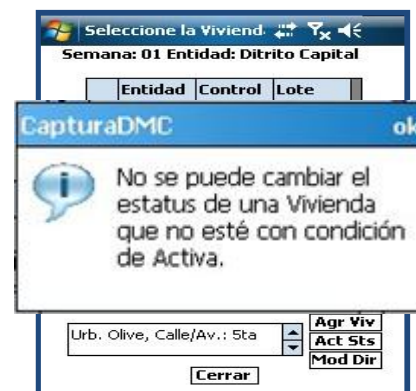 Seleccione la Viviend
Semana: 01 Entidad: Ditrito Capital
Entidad Control Lote
CapturaDMC ok
No se puede cambiar el
estatus de una Vivienda
que no esté con condición
de Activa.
Urb. Olive, Calle/Av.: 5ta
Agr Viv
Act Sts
Mod Dir
Cerrar